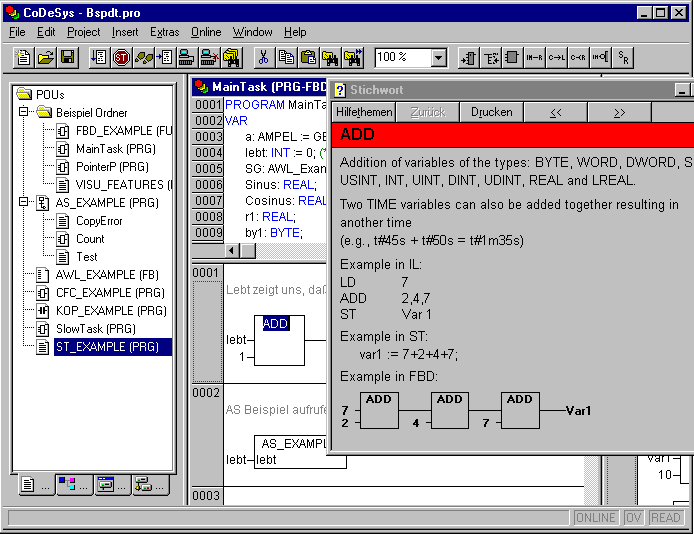 CoDeSys - Bspdt.pro
File Edit Project Insert Extras Online Window Help
100 %
POUs
Beispiel Ordner
FBD_EXAMPLE (FU
MainTask (PRG)
PointerP (PRG)
VISU_FEATURES (
AS_EXAMPLE (PRG)
CopyError
Count
Test
AWL_EXAMPLE (FB)
CFC_EXAMPLE (PRG)
KOP_EXAMPLE (PRG)
SlowTask (PRG)
ST_EXAMPLE (PRG)
... ... ... ...
MainTask (PRG-FBD
0001 PROGRAM MainTa
0002 VAR
0003 a: AMPEL := GE
0004 lebt: INT := 0; (*
0005 SG: AWL_Exan
0006 Sinus: REAL;
0007 Cosinus: REAL;
0008 r1: REAL;
0009 by1: BYTE;
0001
Lebt zeigt uns, daß
ADD
lebt
1
0002
AS Beispiel aufrufe
AS_EXAMPL
lebt lebt
0003
Stichwort
Hilfethemen Zurück Drucken << >>
ADD
Addition of variables of the types: BYTE, WORD, DWORD, S
USINT, INT, UINT, DINT, UDINT, REAL and LREAL.
Two TIME variables can also be added together resulting in
another time
(e.g., t#45s + t#50s = t#1m35s)
Example in IL:
LD 7
ADD 2,4,7
ST Var 1
Example in ST:
var1 := 7+2+4+7;
Example in FBD:
ADD ADD ADD
7 Var1
2 4 7
Var1
10
ONLINE OV READ